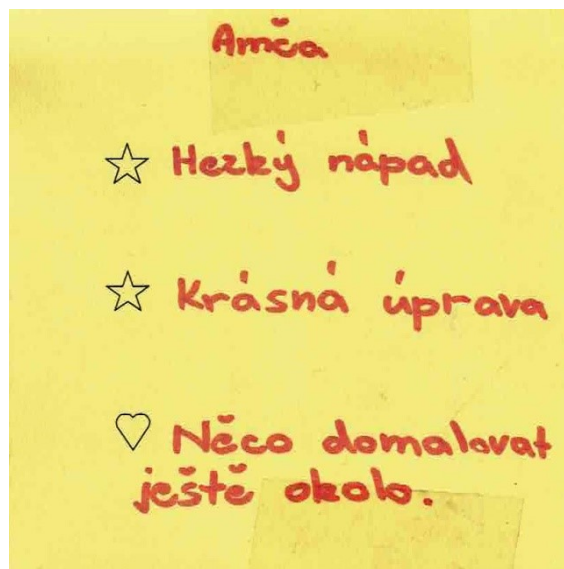 Amča
☆ Hezký nápad
☆ Krásná úprava
♡ Něco domalovat
ještě okolo.